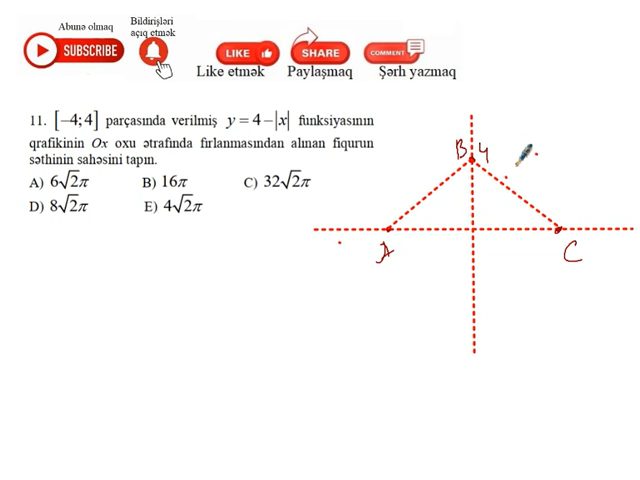 Abunə olmaq
Bildirişləri
açıq etmək
SUBSCRIBE
LIKE
SHARE
COMMENT
Like etmək Paylaşmaq Şərh yazmaq
11. [−4;4] parçasında verilmiş y = 4 − |x| funksiyasının
qrafikinin Ox oxu ətrafında fırlanmasından alınan fiqurun
səthinin sahəsini tapın.
A) 6√2π B) 16π C) 32√2π
D) 8√2π E) 4√2π
B 4
A
C